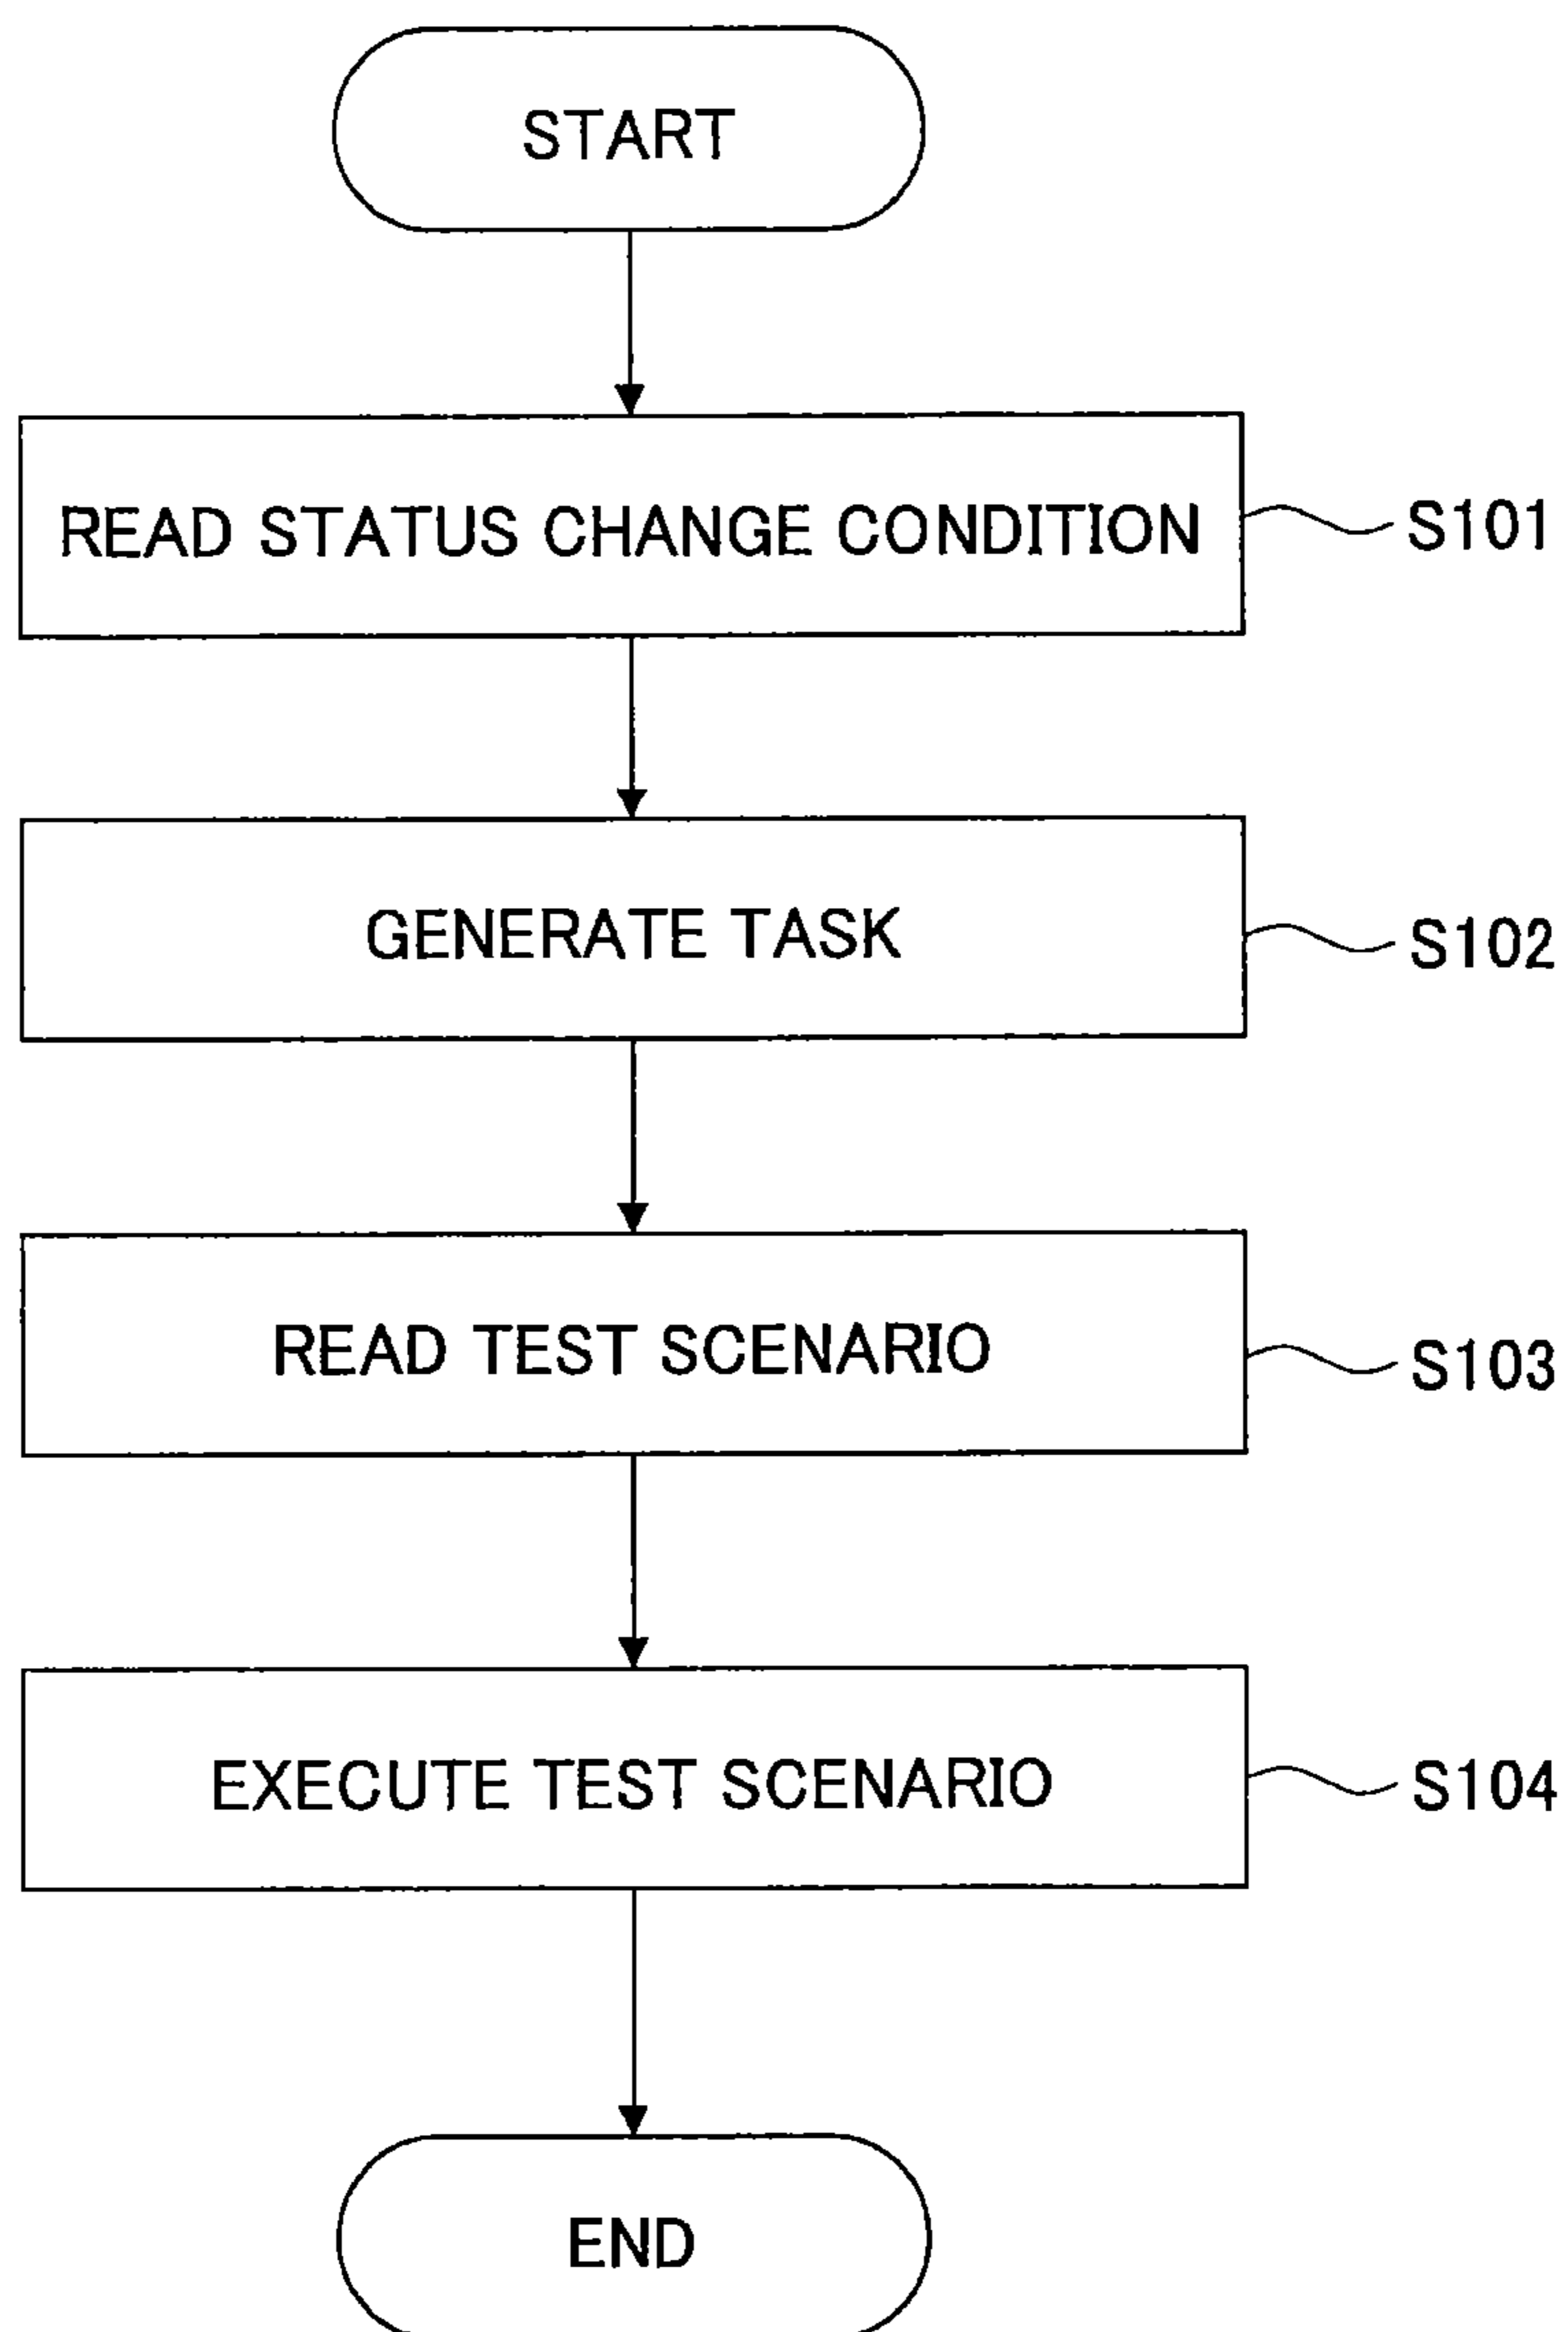 START
READ STATUS CHANGE CONDITION
S101
GENERATE TASK
S102
READ TEST SCENARIO
S103
EXECUTE TEST SCENARIO
S104
END